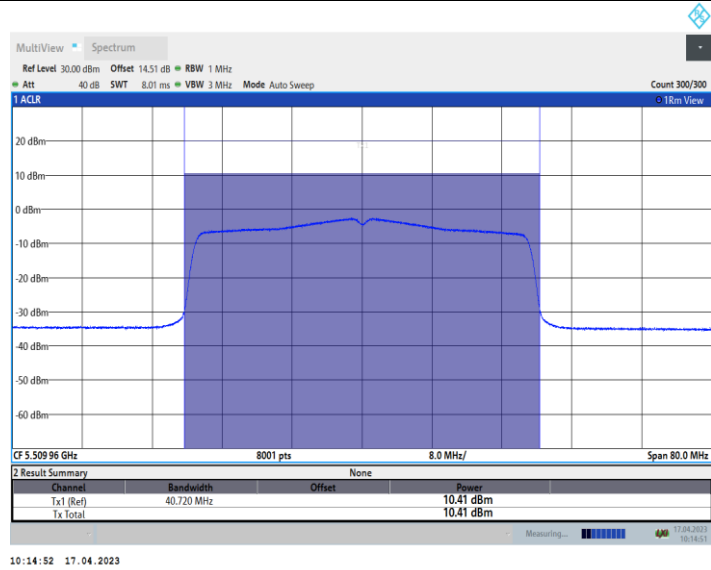 R&S
MultiView Spectrum
Ref Level 30.00 dBm Offset 14.51 dB RBW 1 MHz
Att 40 dB SWT 8.01 ms VBW 3 MHz Mode Auto Sweep Count 300/300
1 ACLR 1Rm View
20 dBm
10 dBm
0 dBm
-10 dBm
-20 dBm
-30 dBm
-40 dBm
-50 dBm
-60 dBm
CF 5.509 96 GHz 8001 pts 8.0 MHz/ Span 80.0 MHz
2 Result Summary None
Channel Bandwidth Offset Power
Tx1 (Ref) 40.720 MHz 10.41 dBm
Tx Total 10.41 dBm
Measuring... 17.04.2023
10:14:51
10:14:52 17.04.2023